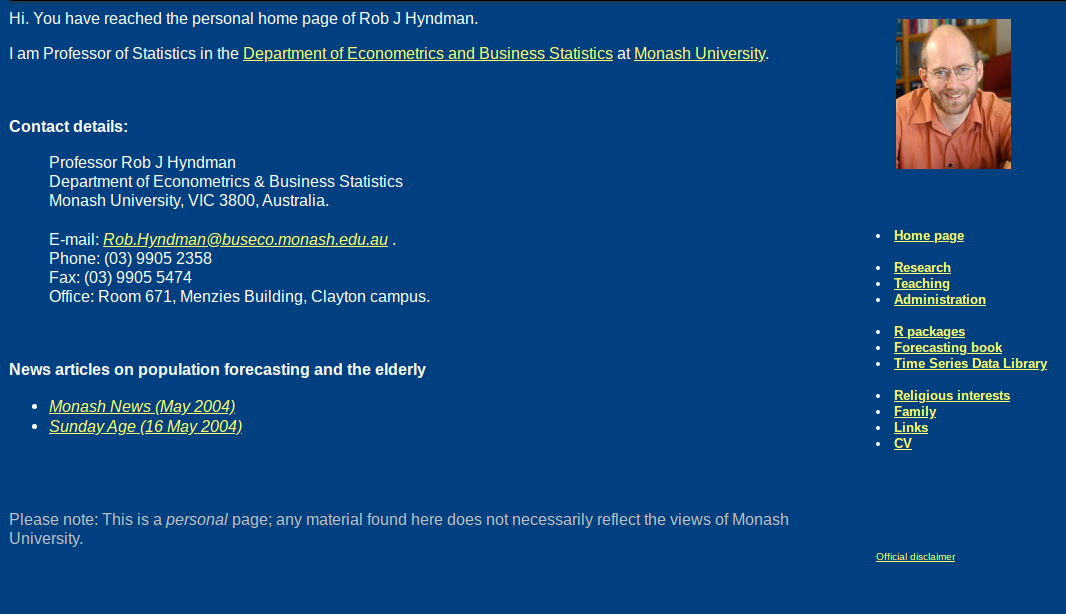 Hi. You have reached the personal home page of Rob J Hyndman.
I am Professor of Statistics in the Department of Econometrics and Business Statistics at Monash University.
Contact details:
Professor Rob J Hyndman
Department of Econometrics & Business Statistics
Monash University, VIC 3800, Australia.
E-mail: Rob.Hyndman@buseco.monash.edu.au .
Phone: (03) 9905 2358
Fax: (03) 9905 5474
Office: Room 671, Menzies Building, Clayton campus.
News articles on population forecasting and the elderly
Monash News (May 2004)
Sunday Age (16 May 2004)
Please note: This is a personal page; any material found here does not necessarily reflect the views of Monash
University.
Home page
Research
Teaching
Administration
R packages
Forecasting book
Time Series Data Library
Religious interests
Family
Links
CV
Official disclaimer